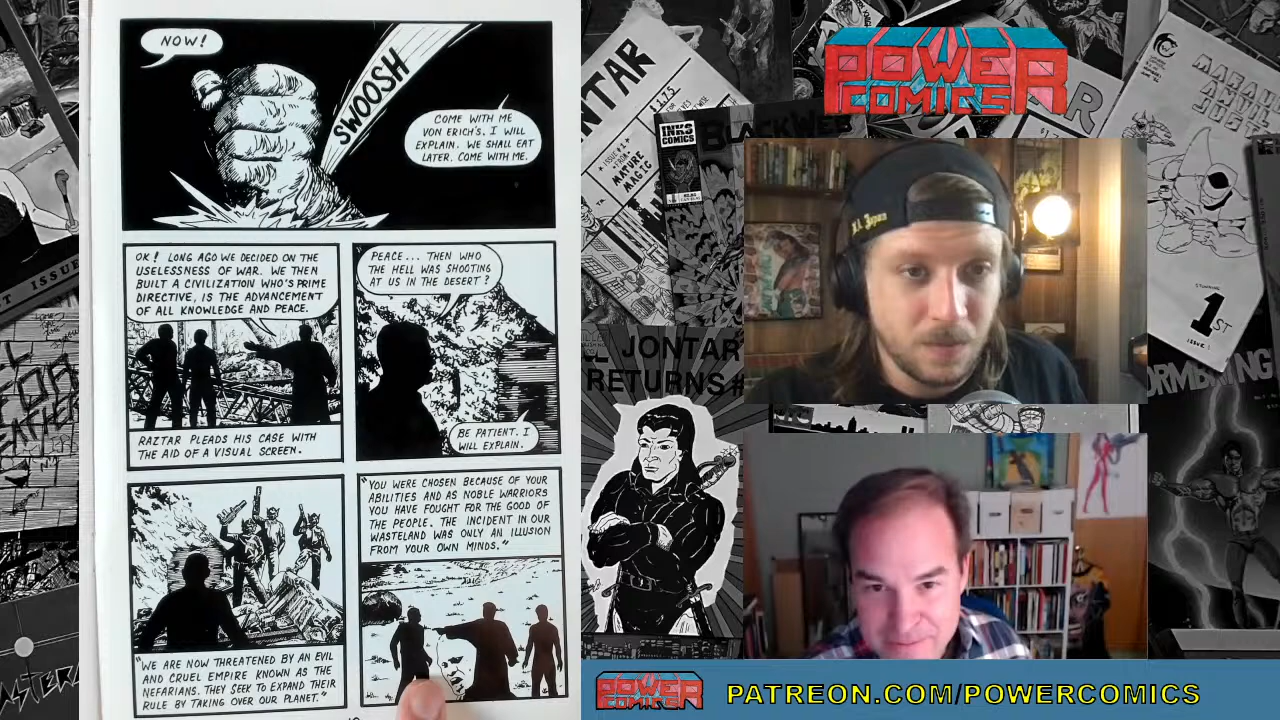 NOW!
SWOOSH
COME WITH ME
VON ERICH'S. I WILL
EXPLAIN. WE SHALL EAT
LATER. COME WITH ME.
OK! LONG AGO WE DECIDED ON THE
USELESSNESS OF WAR. WE THEN
BUILT A CIVILIZATION WHO'S PRIME
DIRECTIVE, IS THE ADVANCEMENT
OF ALL KNOWLEDGE AND PEACE.
RAZTAR PLEADS HIS CASE WITH
THE AID OF A VISUAL SCREEN.
PEACE... THEN WHO
THE HELL WAS SHOOTING
AT US IN THE DESERT?
BE PATIENT. I
WILL EXPLAIN.
"WE ARE NOW THREATENED BY AN EVIL
AND CRUEL EMPIRE KNOWN AS THE
NEFARIANS. THEY SEEK TO EXPAND THEIR
RULE BY TAKING OVER OUR PLANET."
"YOU WERE CHOSEN BECAUSE OF YOUR
ABILITIES AND AS NOBLE WARRIORS
YOU HAVE FOUGHT FOR THE GOOD OF
THE PEOPLE. THE INCIDENT IN OUR
WASTELAND WAS ONLY AN ILLUSION
FROM YOUR OWN MINDS."
POWER
COMICS
ISSUE #1
MATURE
MAGIC
INKS
COMICS
BLACK WEB
JONTAR
RETURNS #
1ST
ISSUE!
POWER
COMICS
PATREON.COM/POWERCOMICS